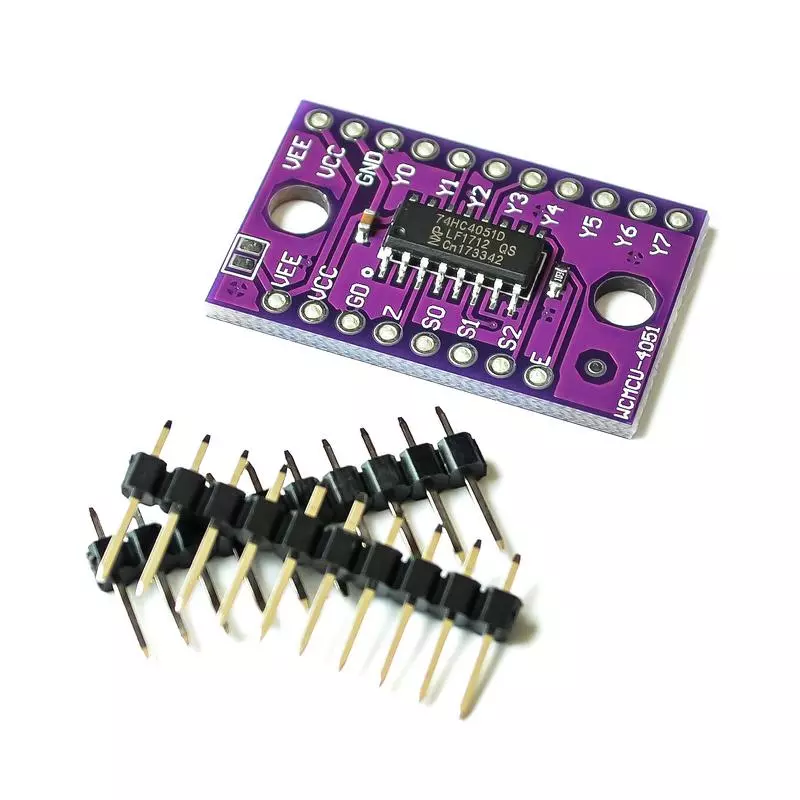 VEE
VCC
GND
Y0
Y1
Y2
Y3
Y4
Y5
Y6
Y7
74HC4051D
LF1712 QS
Cn173342
NXP
VEE
VCC
GD
Z
S0
S1
S2
E
WCMCU-4051